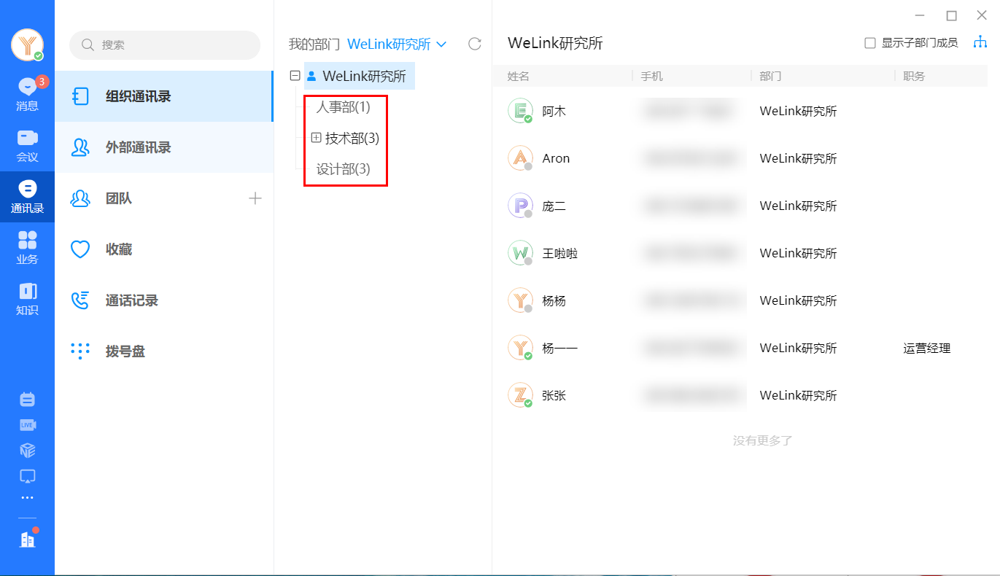 3
消息
会议
通讯录
业务
知识
LIVE
搜索
组织通讯录
外部通讯录
团队
收藏
通话记录
拨号盘
我的部门 WeLink研究所
WeLink研究所
人事部(1)
技术部(3)
设计部(3)
WeLink研究所
显示子部门成员
姓名 手机 部门 职务
阿木 WeLink研究所
Aron WeLink研究所
庞二 WeLink研究所
王啦啦 WeLink研究所
杨杨 WeLink研究所
杨一一 WeLink研究所 运营经理
张张 WeLink研究所
没有更多了